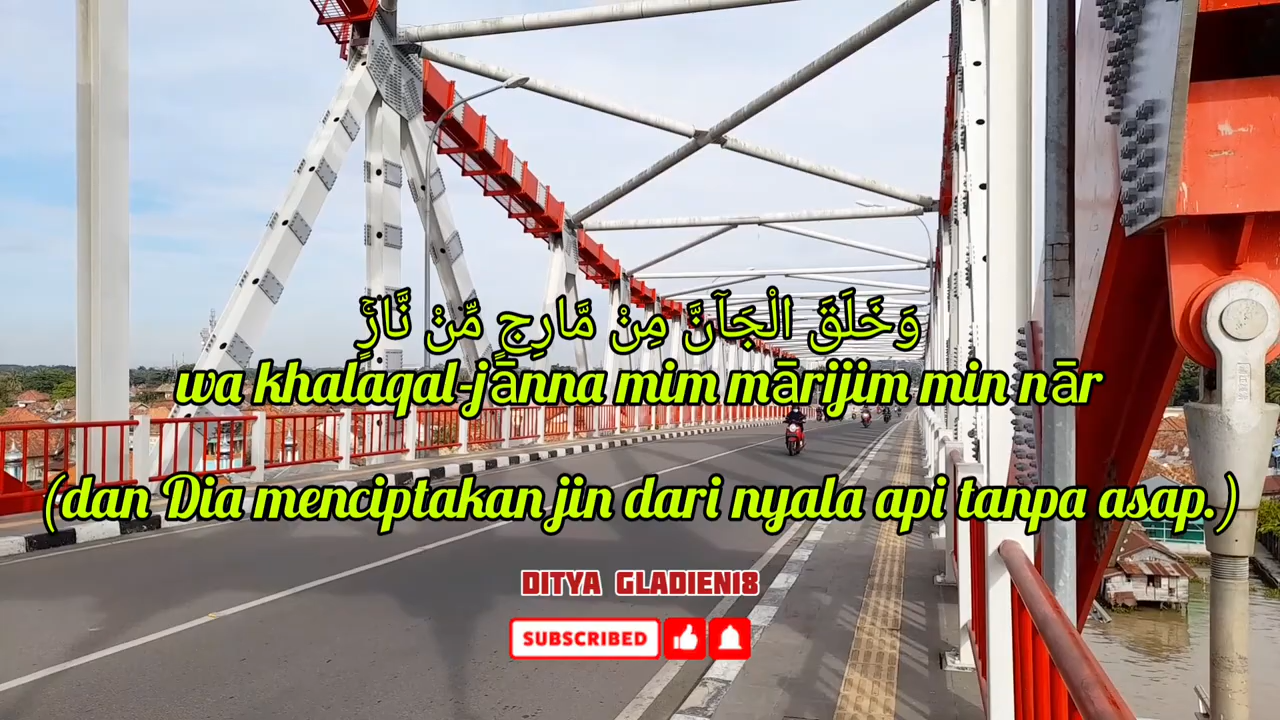 وَخَلَقَ الْجَآنَّ مِنْ مَّارِجٍ مِّنْ نَّارٍۚ
wa khalaqal-jānna mim mārijim min nār
(dan Dia menciptakan jin dari nyala api tanpa asap.)
DITYA GLADIEN18
SUBSCRIBED